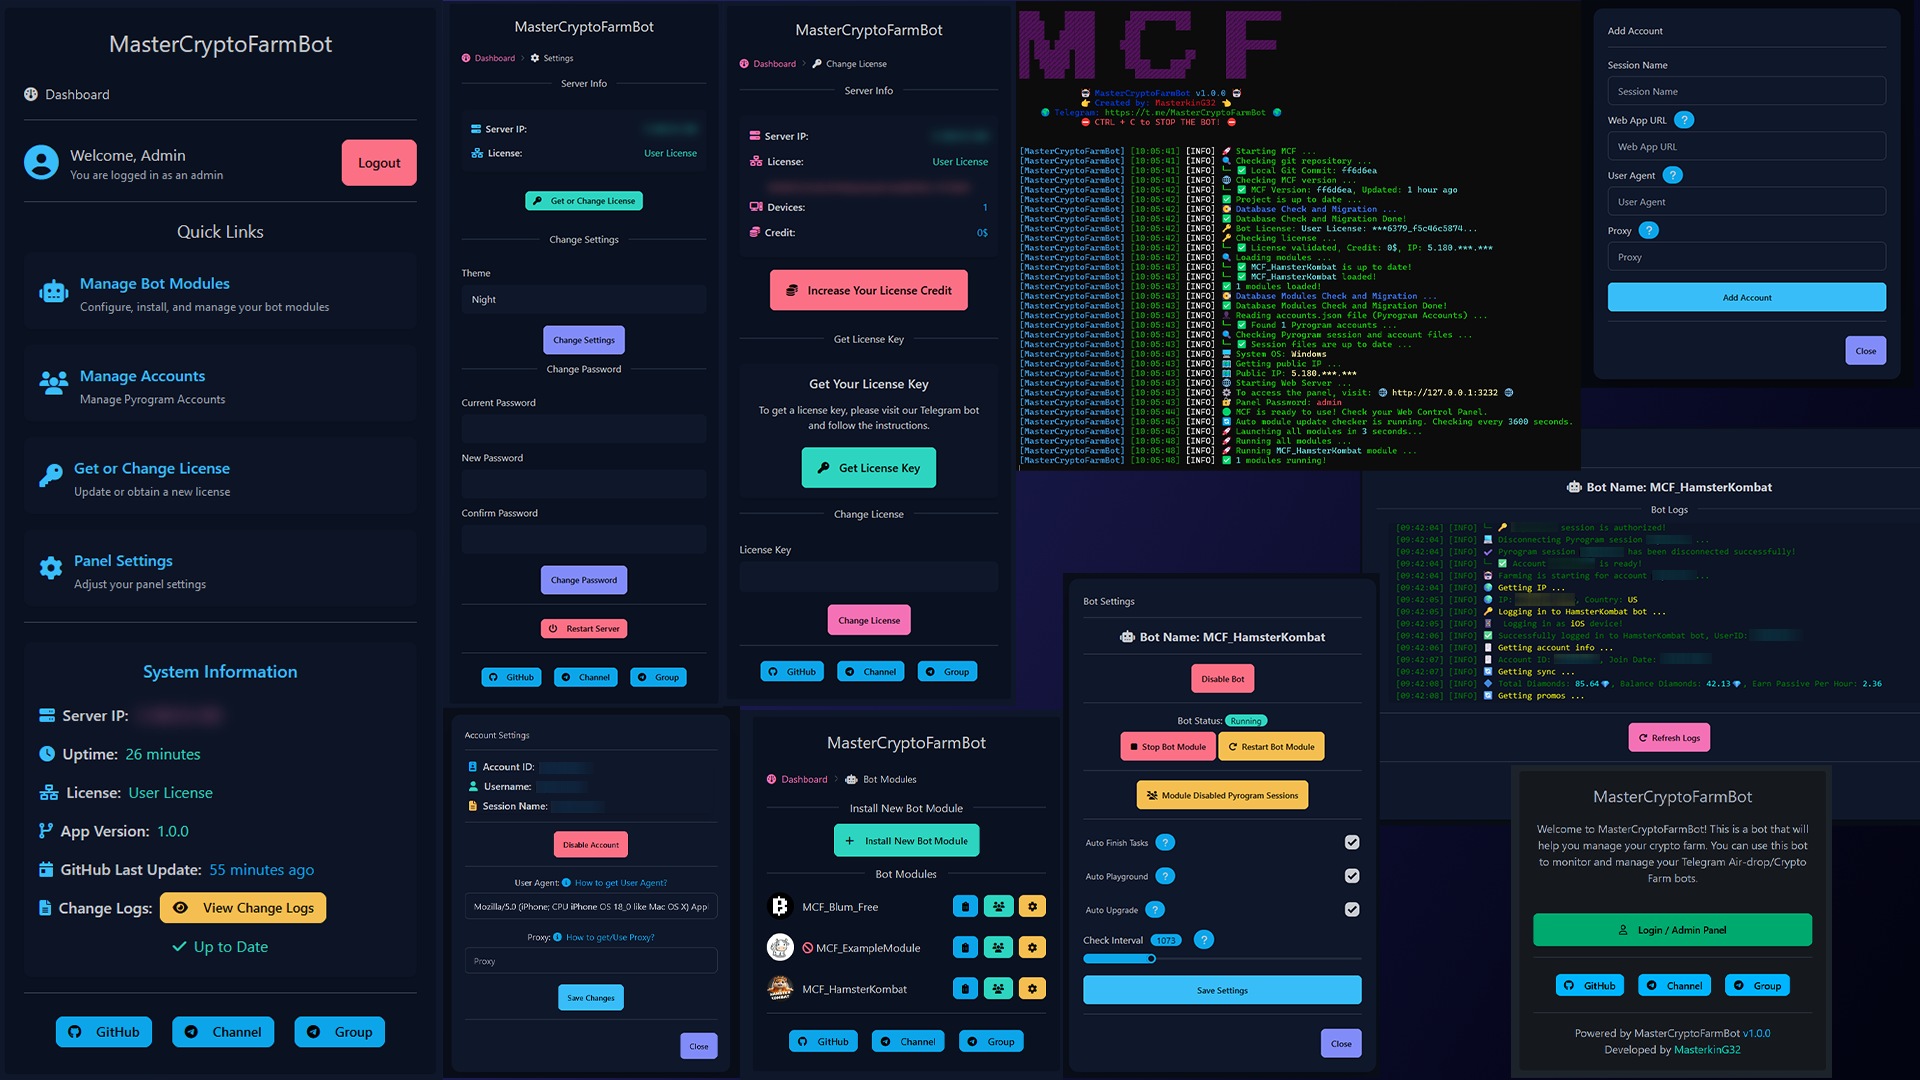 MasterCryptoFarmBot
Dashboard
Welcome, Admin
You are logged in as an admin
Logout
Quick Links
Manage Bot Modules
Configure, install, and manage your bot modules
Manage Accounts
Manage Pyrogram Accounts
Get or Change License
Update or obtain a new license
Panel Settings
Adjust your panel settings
System Information
Server IP:
Uptime: 26 minutes
License: User License
App Version: 1.0.0
GitHub Last Update: 55 minutes ago
Change Logs: View Change Logs
Up to Date
GitHub Channel Group
MasterCryptoFarmBot
Dashboard > Settings
Server Info
Server IP:
License: User License
Get or Change License
Change Settings
Theme
Night
Change Settings
Change Password
Current Password
New Password
Confirm Password
Change Password
Restart Server
GitHub Channel Group
MasterCryptoFarmBot
Dashboard > Change License
Server Info
Server IP:
License: User License
Devices: 1
Credit: 0$
Increase Your License Credit
Get License Key
Get Your License Key
To get a license key, please visit our Telegram bot
and follow the instructions.
Get License Key
Change License
License Key
Change License
GitHub Channel Group
MCF
MasterCryptoFarmBot v1.0.0
Created by: MasterkinG32
Telegram: https://t.me/MasterCryptoFarmBot
CTRL + C to STOP THE BOT!
[MasterCryptoFarmBot] [10:05:41] [INFO] Starting MCF ...
[MasterCryptoFarmBot] [10:05:41] [INFO] Checking git repository ...
[MasterCryptoFarmBot] [10:05:41] [INFO] Local Git Commit: ff6d6ea
[MasterCryptoFarmBot] [10:05:41] [INFO] Checking MCF version ...
[MasterCryptoFarmBot] [10:05:42] [INFO] MCF Version: ff6d6ea, Updated: 1 hour ago
[MasterCryptoFarmBot] [10:05:42] [INFO] Project is up to date ...
[MasterCryptoFarmBot] [10:05:42] [INFO] Database Check and Migration ...
[MasterCryptoFarmBot] [10:05:42] [INFO] Database Check and Migration Done!
[MasterCryptoFarmBot] [10:05:42] [INFO] Bot License: User License: ***6379_f5c46c5874...
[MasterCryptoFarmBot] [10:05:42] [INFO] Checking license ...
[MasterCryptoFarmBot] [10:05:42] [INFO] License validated, Credit: 0$, IP: 5.180.***.***
[MasterCryptoFarmBot] [10:05:42] [INFO] Loading modules ...
[MasterCryptoFarmBot] [10:05:43] [INFO] MCF_HamsterKombat is up to date!
[MasterCryptoFarmBot] [10:05:43] [INFO] MCF_HamsterKombat loaded!
[MasterCryptoFarmBot] [10:05:43] [INFO] 1 modules loaded!
[MasterCryptoFarmBot] [10:05:43] [INFO] Database Modules Check and Migration ...
[MasterCryptoFarmBot] [10:05:43] [INFO] Database Modules Check and Migration Done!
[MasterCryptoFarmBot] [10:05:43] [INFO] Reading accounts.json file (Pyrogram Accounts) ...
[MasterCryptoFarmBot] [10:05:43] [INFO] Found 1 Pyrogram accounts ...
[MasterCryptoFarmBot] [10:05:43] [INFO] Checking Pyrogram session and account files ...
[MasterCryptoFarmBot] [10:05:43] [INFO] Session files are up to date ...
[MasterCryptoFarmBot] [10:05:43] [INFO] System OS: Windows
[MasterCryptoFarmBot] [10:05:43] [INFO] Getting public IP ...
[MasterCryptoFarmBot] [10:05:43] [INFO] Public IP: 5.180.***.***
[MasterCryptoFarmBot] [10:05:43] [INFO] Starting Web Server ...
[MasterCryptoFarmBot] [10:05:43] [INFO] To access the panel, visit: http://127.0.0.1:3232
[MasterCryptoFarmBot] [10:05:43] [INFO] Panel Password: admin
[MasterCryptoFarmBot] [10:05:44] [INFO] MCF is ready to use! Check your Web Control Panel.
[MasterCryptoFarmBot] [10:05:45] [INFO] Auto module update checker is running. Checking every 3600 seconds.
[MasterCryptoFarmBot] [10:05:45] [INFO] Launching all modules in 3 seconds...
[MasterCryptoFarmBot] [10:05:48] [INFO] Running all modules ...
[MasterCryptoFarmBot] [10:05:48] [INFO] Running MCF_HamsterKombat module ...
[MasterCryptoFarmBot] [10:05:48] [INFO] 1 modules running!
Add Account
Session Name
Session Name
Web App URL ?
Web App URL
User Agent ?
User Agent
Proxy ?
Proxy
Add Account
Close
Bot Name: MCF_HamsterKombat
Bot Logs
[09:42:04] [INFO] session is authorized!
[09:42:04] [INFO] Disconnecting Pyrogram session ...
[09:42:04] [INFO] Pyrogram session has been disconnected successfully!
[09:42:04] [INFO] Account is ready!
[09:42:04] [INFO] Farming is starting for account ...
[09:42:04] [INFO] Getting IP ...
[09:42:05] [INFO] IP: , Country: US
[09:42:05] [INFO] Logging in to HamsterKombat bot ...
[09:42:05] [INFO] Logging in as iOS device!
[09:42:06] [INFO] Successfully logged in to HamsterKombat bot, UserID:
[09:42:06] [INFO] Getting account info ...
[09:42:07] [INFO] Account ID: , Join Date:
[09:42:07] [INFO] Getting sync ...
[09:42:08] [INFO] Total Diamonds: 85.64, Balance Diamonds: 42.13, Earn Passive Per Hour: 2.36
[09:42:08] [INFO] Getting promos ...
Refresh Logs
Account Settings
Account ID:
Username:
Session Name:
Disable Account
User Agent: How to get User Agent?
Mozilla/5.0 (iPhone; CPU iPhone OS 18_0 like Mac OS X) Appl
Proxy: How to get/Use Proxy?
Proxy
Save Changes
Close
MasterCryptoFarmBot
Dashboard > Bot Modules
Install New Bot Module
Install New Bot Module
Bot Modules
MCF_Blum_Free
MCF_ExampleModule
MCF_HamsterKombat
GitHub Channel Group
Bot Settings
Bot Name: MCF_HamsterKombat
Disable Bot
Bot Status: Running
Stop Bot Module Restart Bot Module
Module Disabled Pyrogram Sessions
Auto Finish Tasks ?
Auto Playground ?
Auto Upgrade ?
Check Interval 1073 ?
Save Settings
Close
MasterCryptoFarmBot
Welcome to MasterCryptoFarmBot! This is a bot that will
help you manage your crypto farm. You can use this bot
to monitor and manage your Telegram Air-drop/Crypto
Farm bots.
Login / Admin Panel
GitHub Channel Group
Powered by MasterCryptoFarmBot v1.0.0
Developed by MasterkinG32